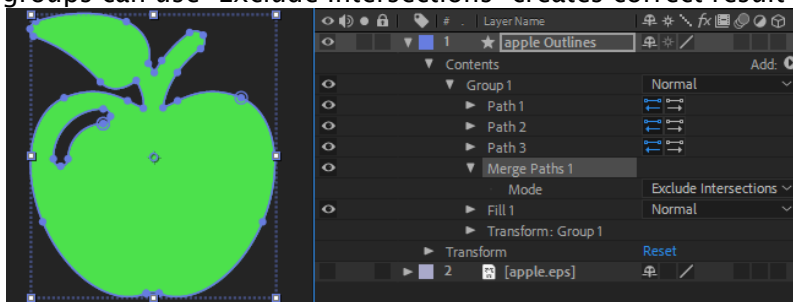 groups can use "Exclude Intersections" creates correct result
# . Layer Name
1 apple Outlines
Contents Add:
Group 1 Normal
Path 1
Path 2
Path 3
Merge Paths 1
Mode Exclude Intersections
Fill 1 Normal
Transform: Group 1
Transform Reset
2 [apple.eps]